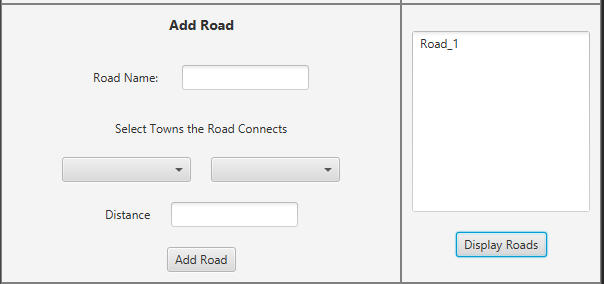 Add Road
Road Name:
Select Towns the Road Connects
Distance
Add Road
Road_1
Display Roads